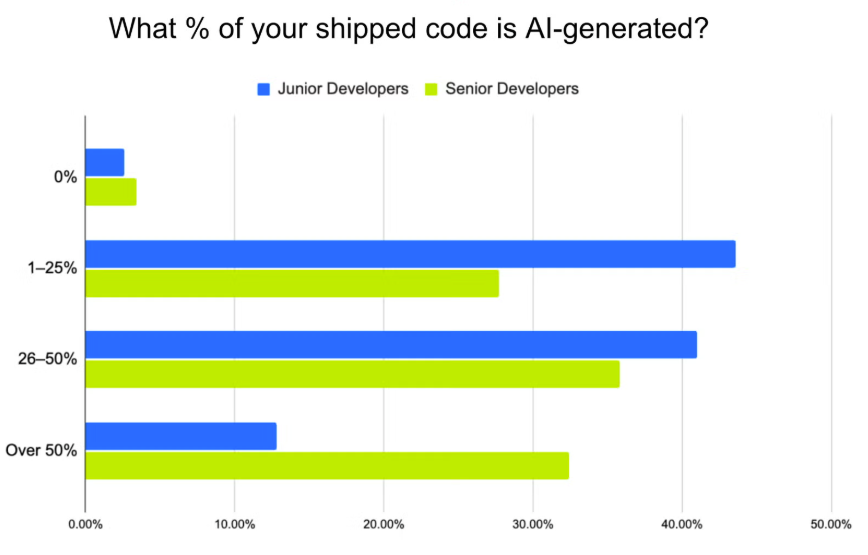 What % of your shipped code is AI-generated?
Junior Developers Senior Developers
0%
1–25%
26–50%
Over 50%
0.00% 10.00% 20.00% 30.00% 40.00% 50.00%